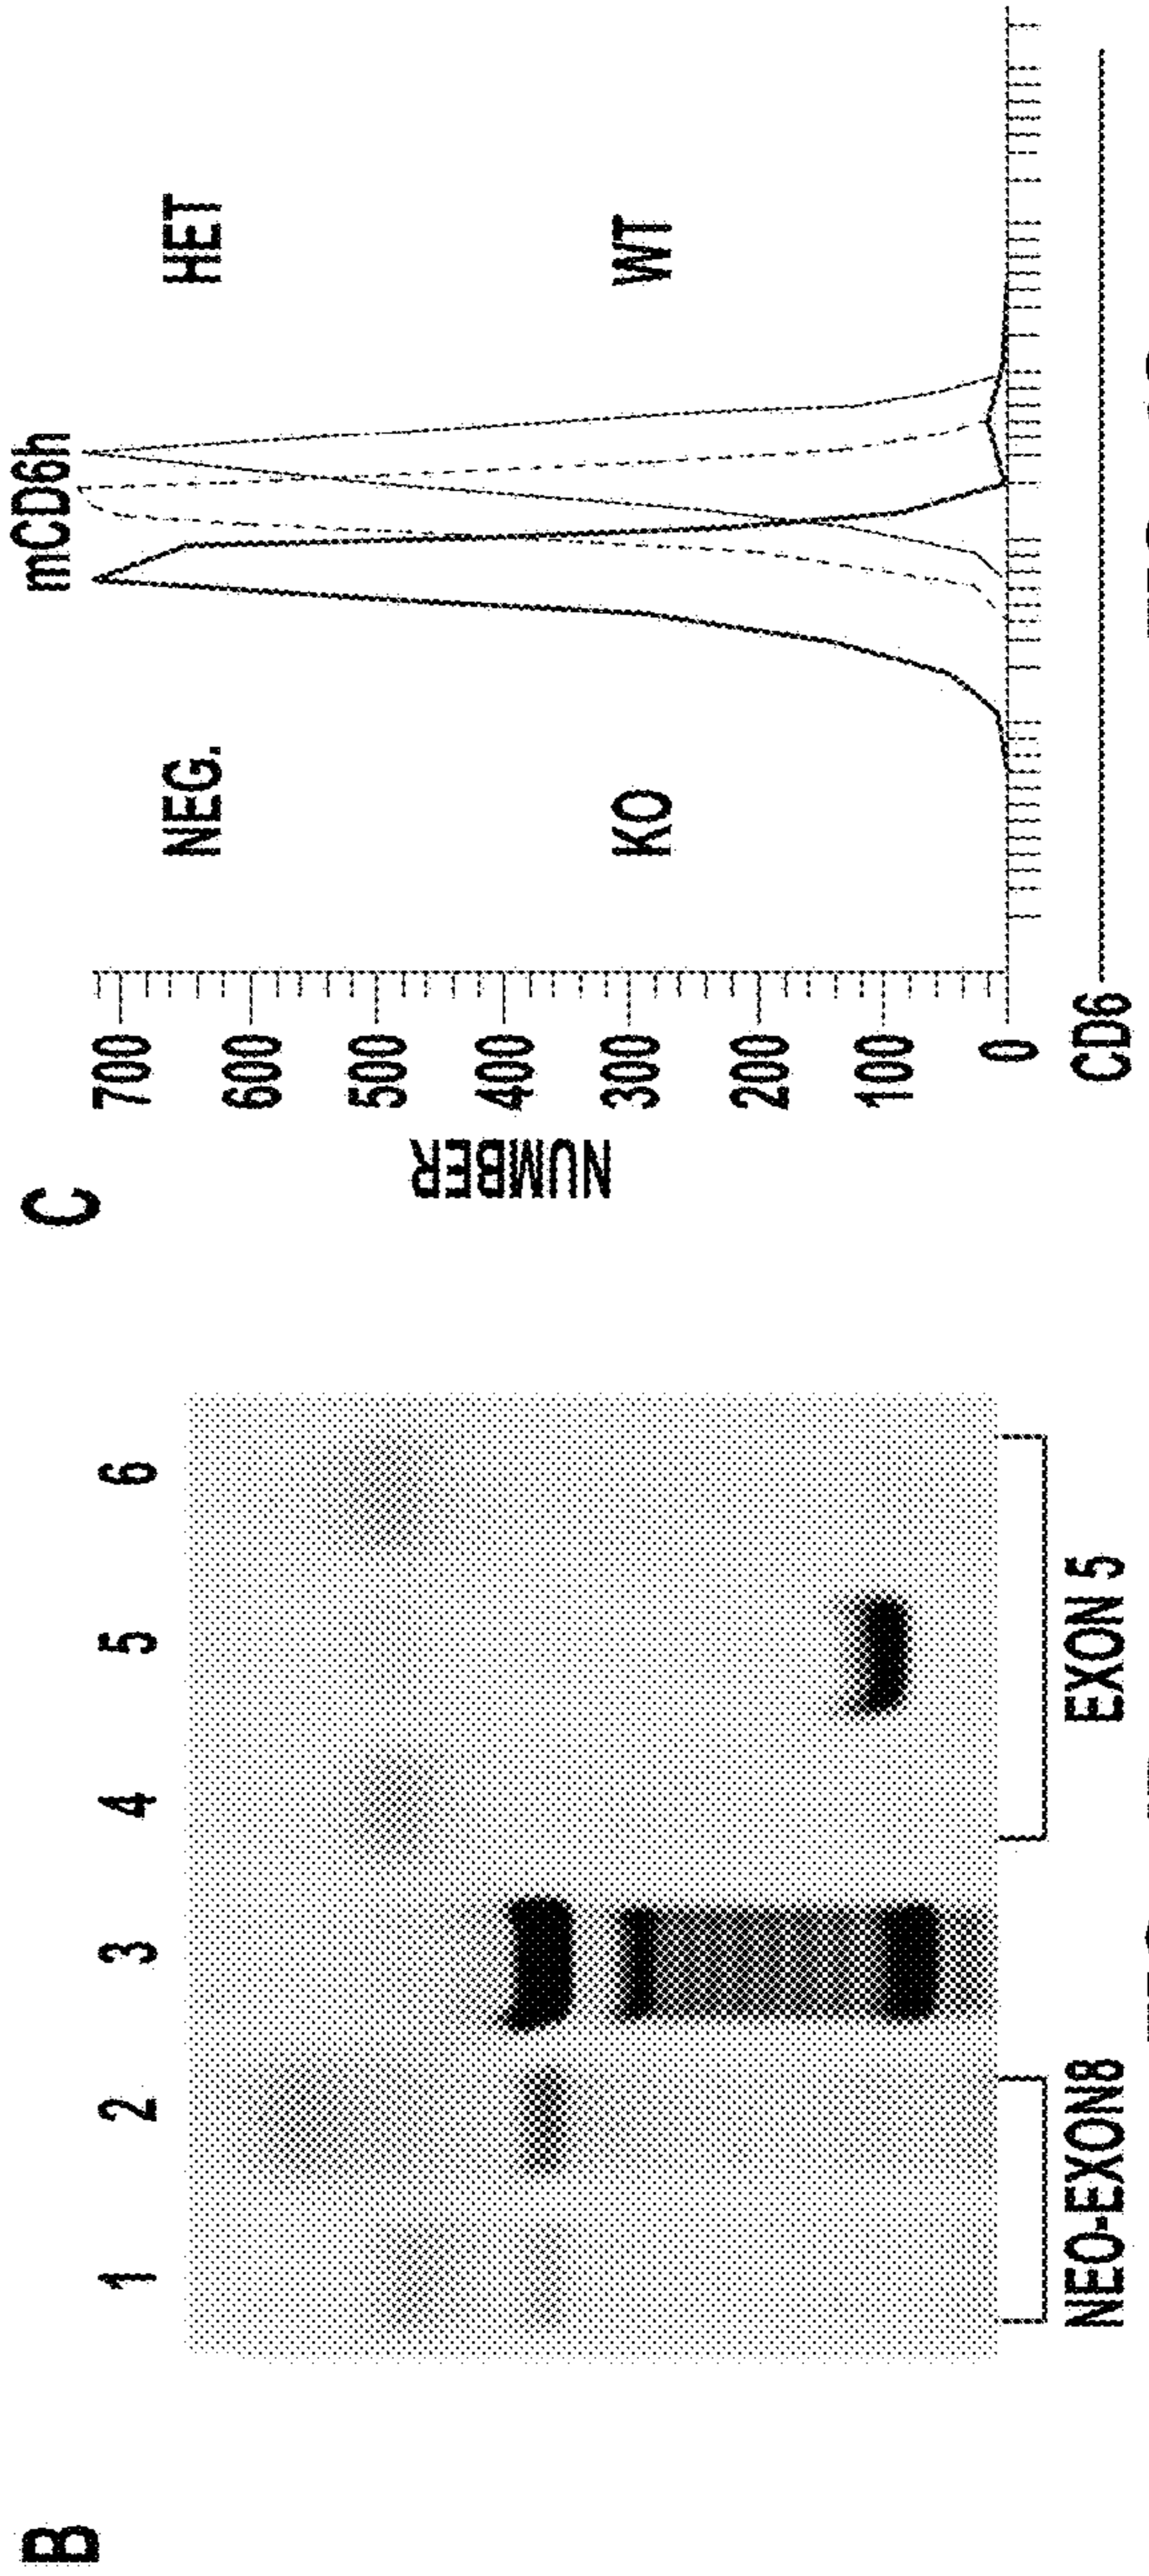 B
1 2 3 4 5 6
NEO-EXON8 EXON 5
C
mCD6h
NEG. HET
KO WT
NUMBER
700
600
500
400
300
200
100
0
CD6